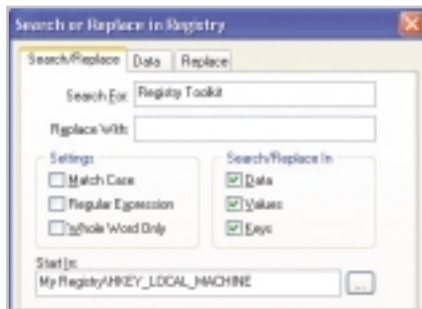 Search or Replace in Registry
Search/Replace Data Replace
Search For: Registry Toolkit
Replace With:
Settings
Match Case
Regular Expression
Whole Word Only
Search/Replace In
Data
Values
Keys
Start In:
My Registry\HKEY_LOCAL_MACHINE
...